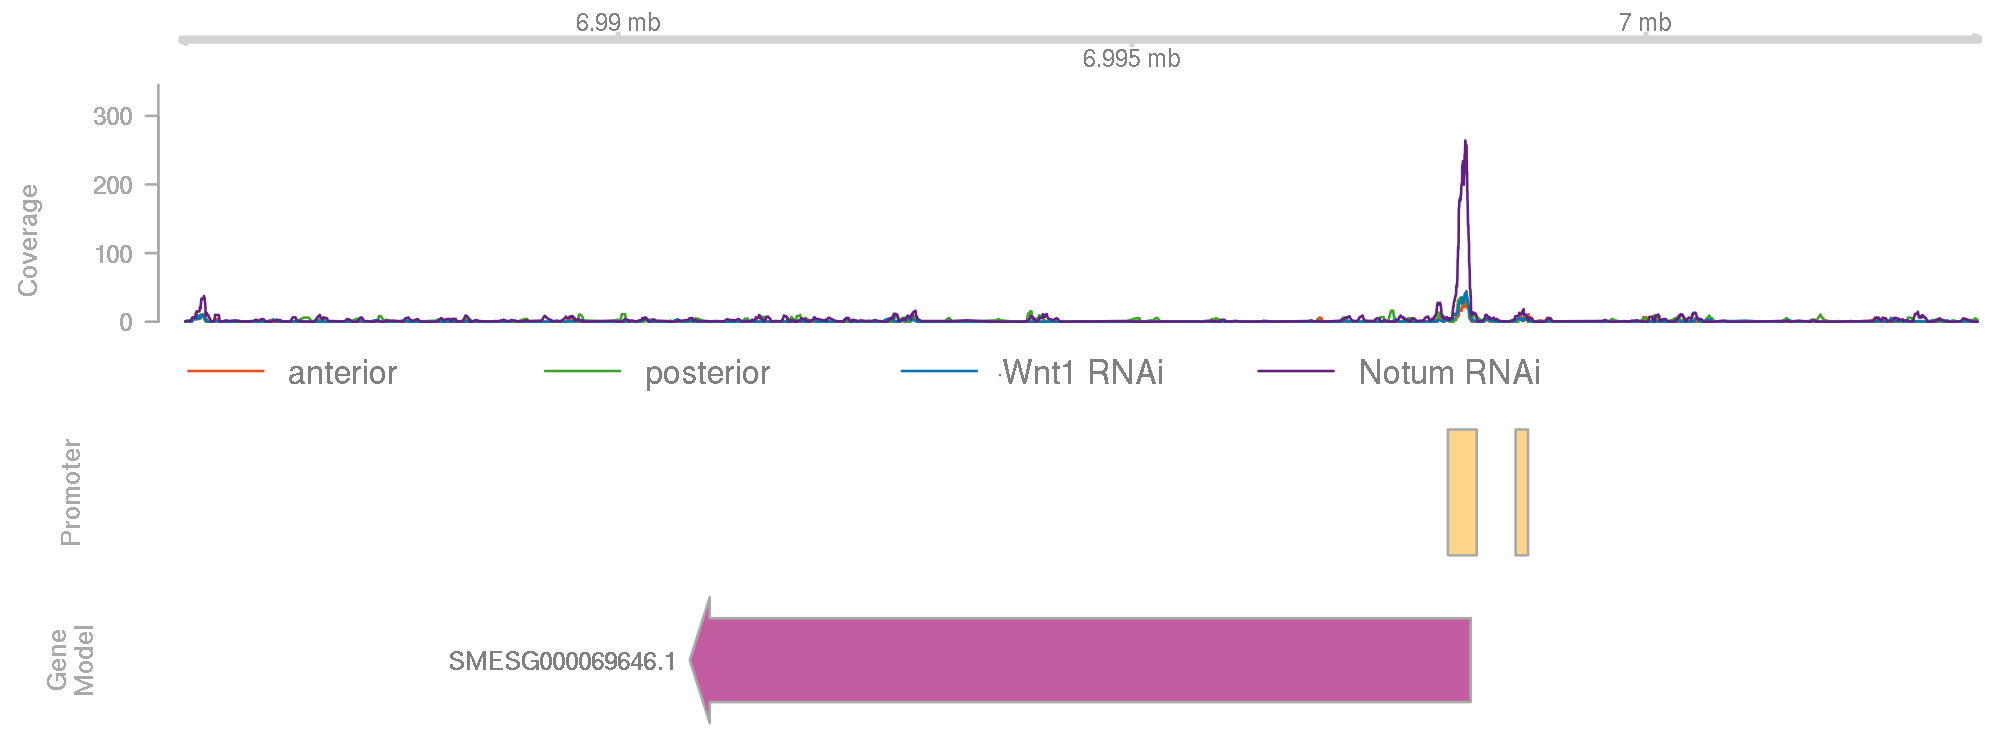 6.99 mb
7 mb
6.995 mb
Coverage
300
200
100
0
anterior posterior Wnt1 RNAi Notum RNAi
Promoter
Gene
Model
SMESG000069646.1